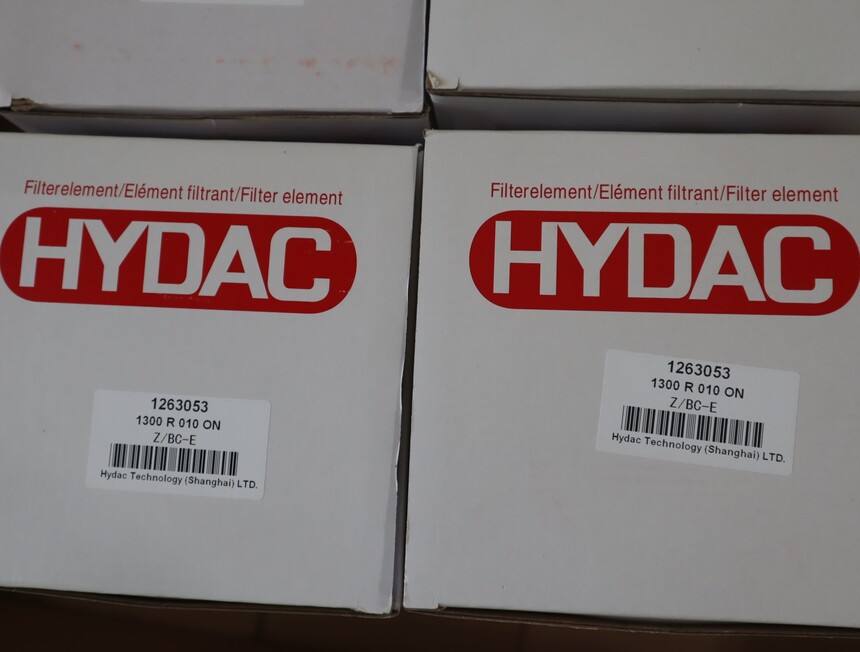 Filterelement/Elément filtrant/Filter element
HYDAC
1263053
1300 R 010 ON
Z/BC-E
Hydac Technology (Shanghai) LTD.
Filterelement/Elément filtrant/Filter element
HYDAC
1263053
1300 R 010 ON
Z/BC-E
Hydac Technology (Shanghai) LTD.